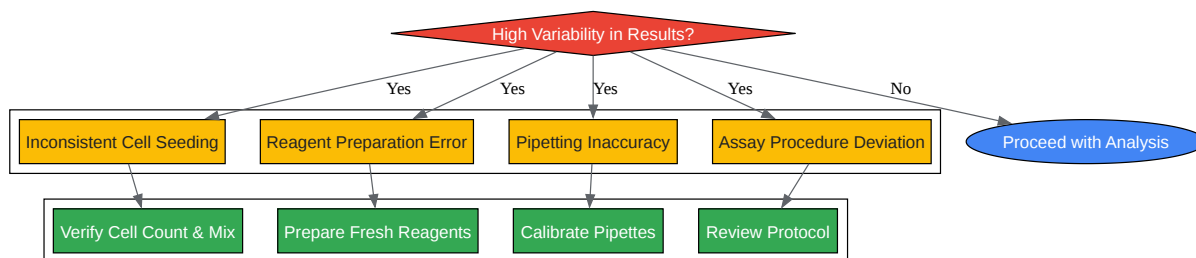 High Variability in Results?
Yes
Yes
Yes
Yes
No
Inconsistent Cell Seeding
Reagent Preparation Error
Pipetting Inaccuracy
Assay Procedure Deviation
Proceed with Analysis
Verify Cell Count & Mix
Prepare Fresh Reagents
Calibrate Pipettes
Review Protocol